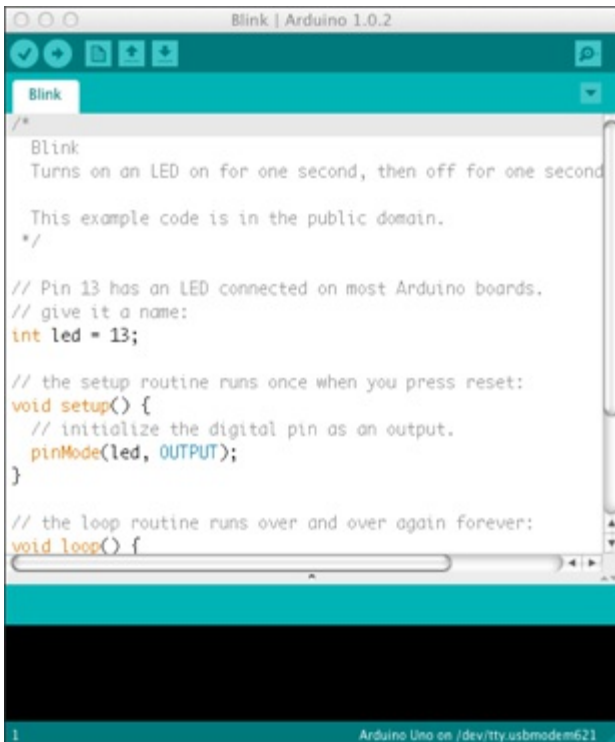 Blink | Arduino 1.0.2
Blink
/*
  Blink
  Turns on an LED on for one second, then off for one second

  This example code is in the public domain.
 */

// Pin 13 has an LED connected on most Arduino boards.
// give it a name:
int led = 13;

// the setup routine runs once when you press reset:
void setup() {
  // initialize the digital pin as an output.
  pinMode(led, OUTPUT);
}

// the loop routine runs over and over again forever:
void loop() {
1
Arduino Uno on /dev/tty.usbmodem621